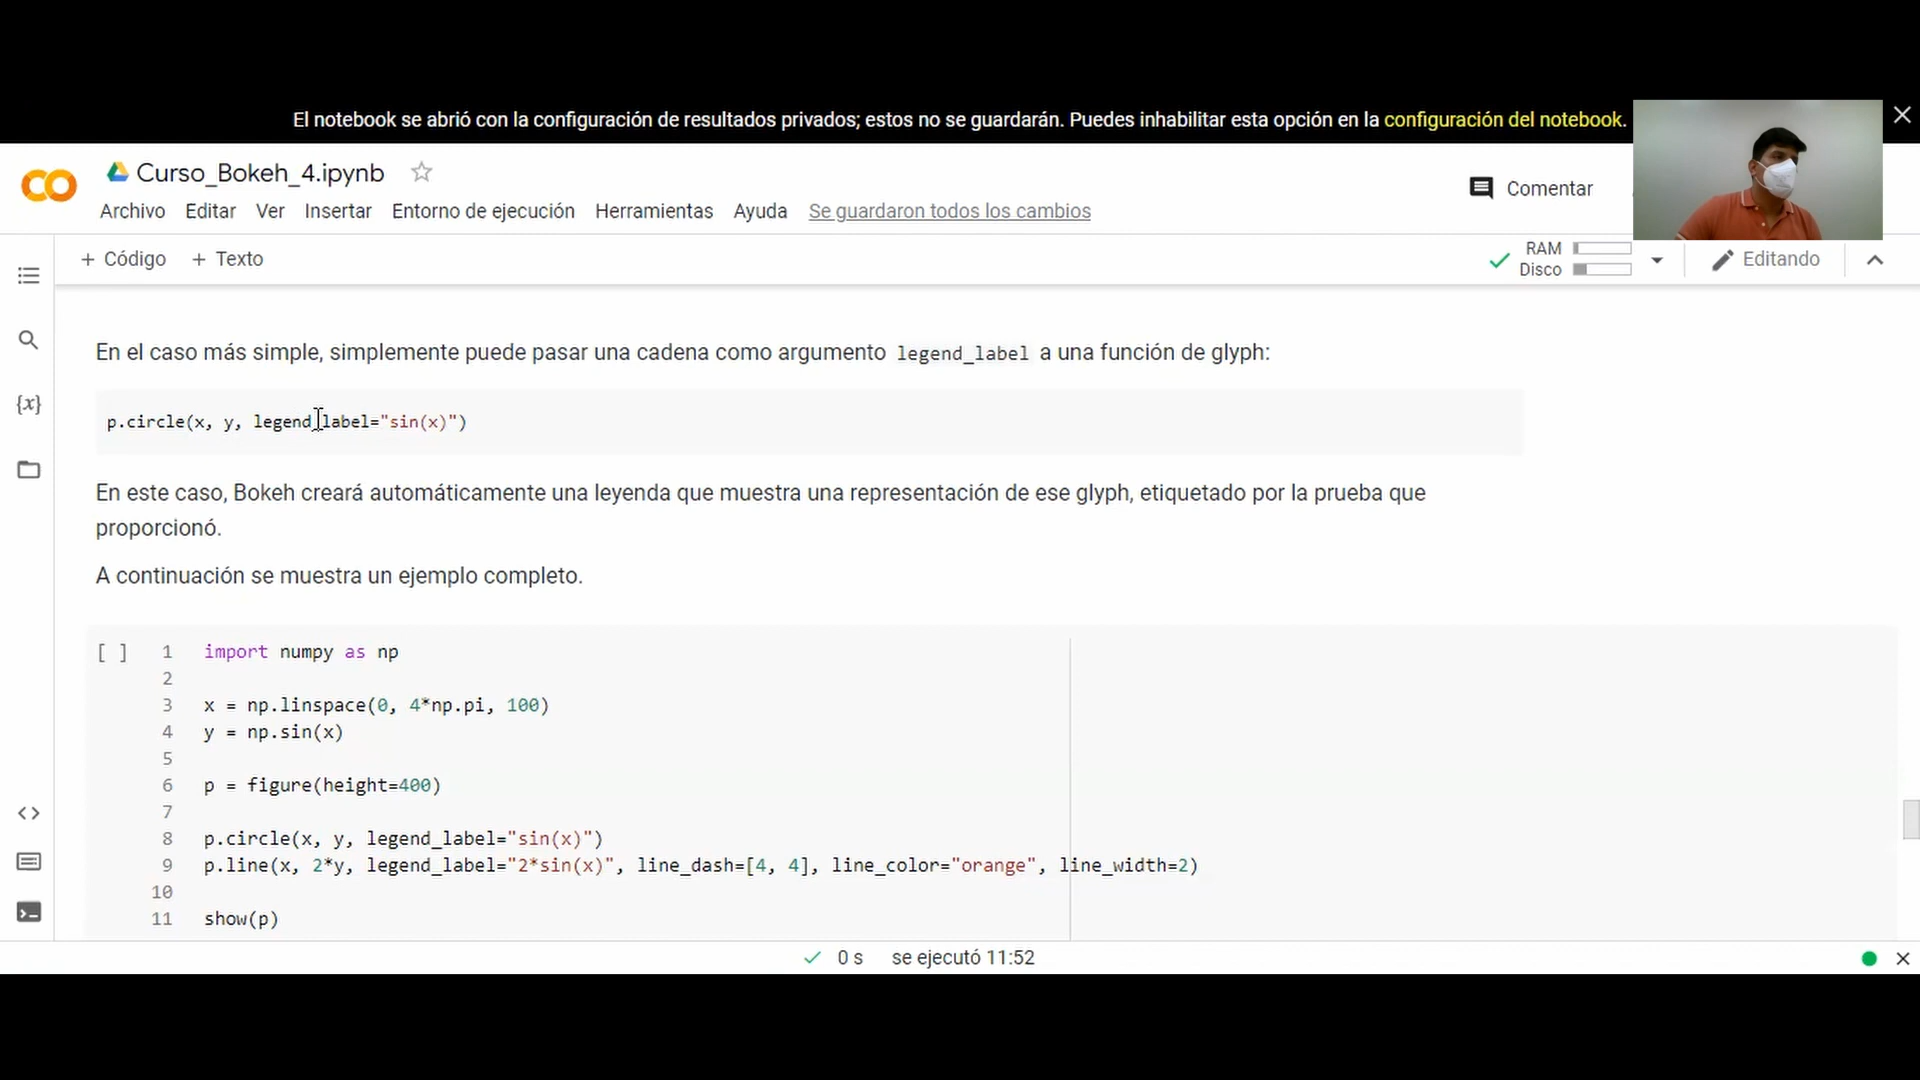 El notebook se abrió con la configuración de resultados privados; estos no se guardarán. Puedes inhabilitar esta opción en la configuración del notebook.
Curso_Bokeh_4.ipynb
Comentar
Archivo Editar Ver Insertar Entorno de ejecución Herramientas Ayuda Se guardaron todos los cambios
+ Código + Texto
RAM
Disco
Editando
En el caso más simple, simplemente puede pasar una cadena como argumento legend_label a una función de glyph:
p.circle(x, y, legend_label="sin(x)")
En este caso, Bokeh creará automáticamente una leyenda que muestra una representación de ese glyph, etiquetado por la prueba que
proporcionó.
A continuación se muestra un ejemplo completo.
[ ] 1 import numpy as np
2
3 x = np.linspace(0, 4*np.pi, 100)
4 y = np.sin(x)
5
6 p = figure(height=400)
7
8 p.circle(x, y, legend_label="sin(x)")
9 p.line(x, 2*y, legend_label="2*sin(x)", line_dash=[4, 4], line_color="orange", line_width=2)
10
11 show(p)
0 s se ejecutó 11:52